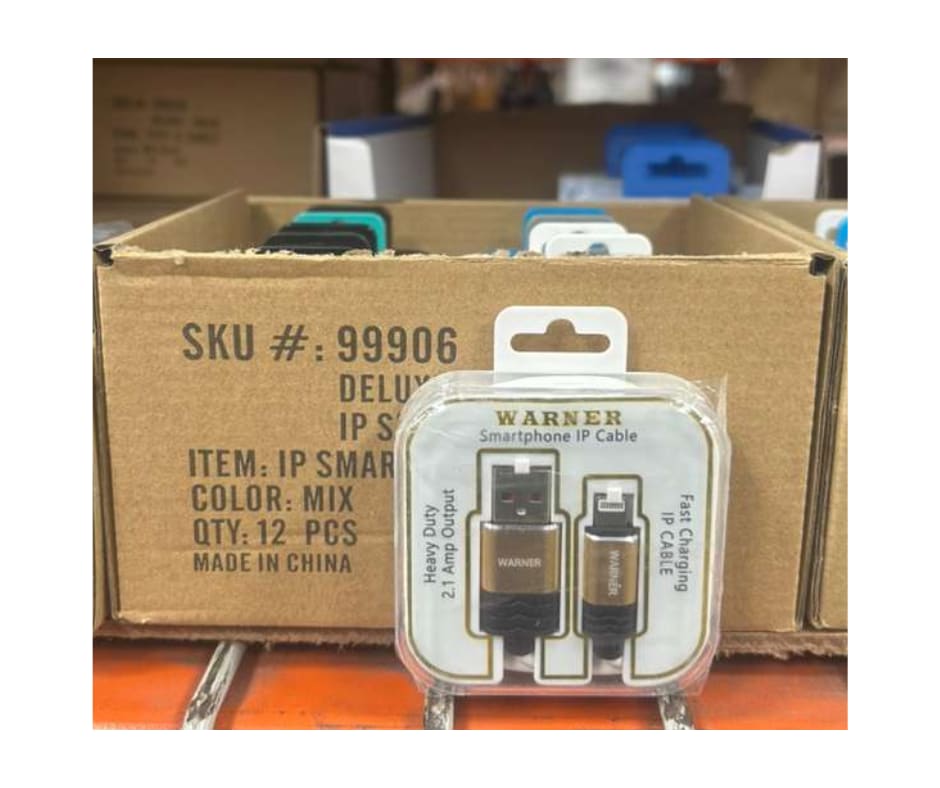 SKU #: 99906
DELU
IP S
ITEM: IP SMAR
COLOR: MIX
QTY: 12 PCS
MADE IN CHINA
WARNER
Smartphone IP Cable
Heavy Duty
2.1 Amp Output
WARNER
WARNER
Fast Charging
IP CABLE